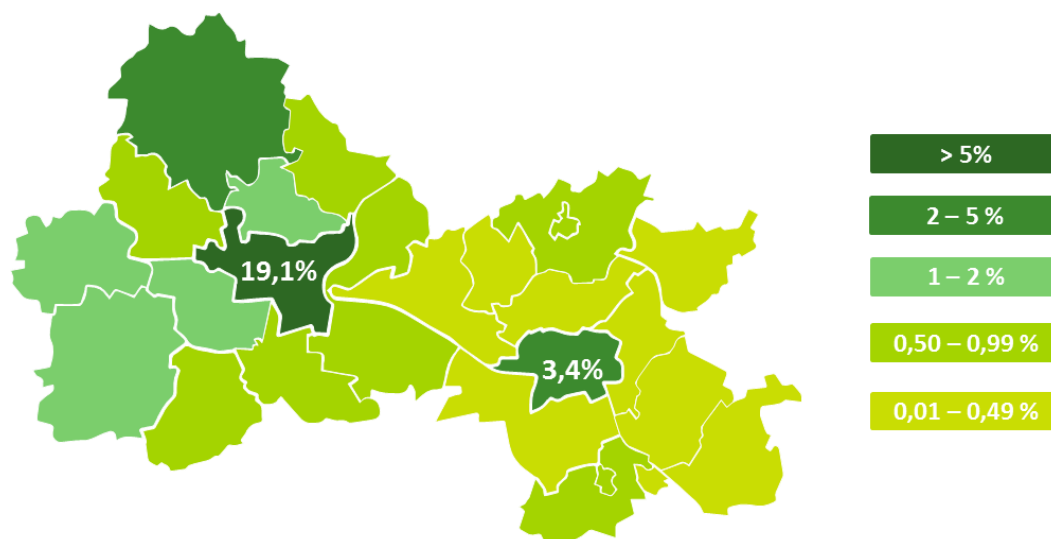 19,1%
3,4%
> 5%
2 – 5 %
1 – 2 %
0,50 – 0,99 %
0,01 – 0,49 %